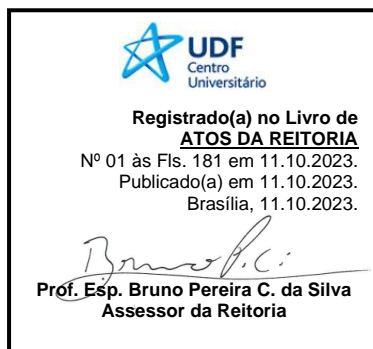 UDF
Centro
Universitário
Registrado(a) no Livro de
ATOS DA REITORIA
Nº 01 às Fls. 181 em 11.10.2023.
Publicado(a) em 11.10.2023.
Brasília, 11.10.2023.
Prof. Esp. Bruno Pereira C. da Silva
Assessor da Reitoria